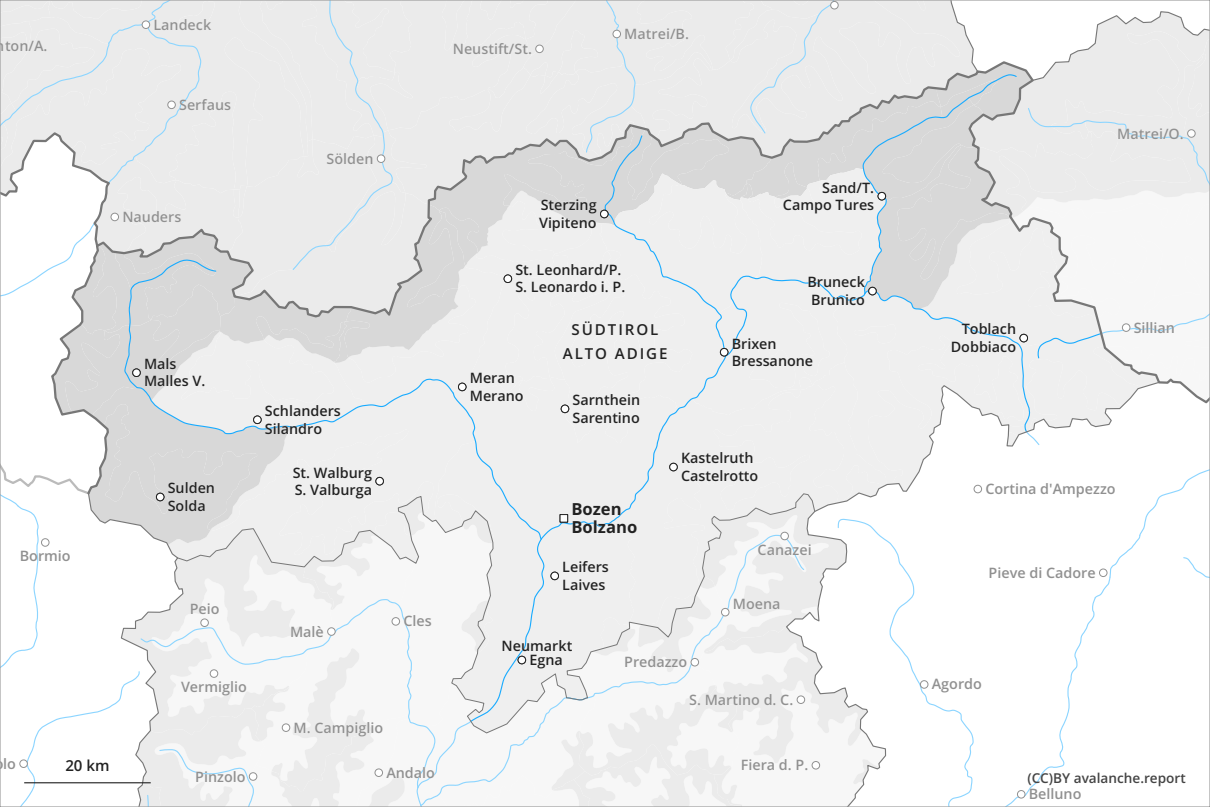 Landeck
Matrei/B.
nton/A.
Neustift/St.
Serfaus
Matrei/O.
Sölden
Sand/T.
Campo Tures
Sterzing
Vipiteno
Nauders
St. Leonhard/P.
S. Leonardo i. P.
Bruneck
Brunico
SÜDTIROL
ALTO ADIGE
Toblach
Dobbiaco
Sillian
Brixen
Bressanone
Mals
Malles V.
Meran
Merano
Schlanders
Silandro
Sarnthein
Sarentino
Kastelruth
Castelrotto
St. Walburg
S. Valburga
Sulden
Solda
Cortina d'Ampezzo
Bozen
Bolzano
Bormio
Canazei
Leifers
Laives
Pieve di Cadore
Peio
Moena
Malè
Cles
Neumarkt
Egna
Predazzo
Vermiglio
Agordo
S. Martino d. C.
M. Campiglio
olo
20 km
Pinzolo
Andalo
Fiera d. P.
(CC)BY avalanche.report
Belluno